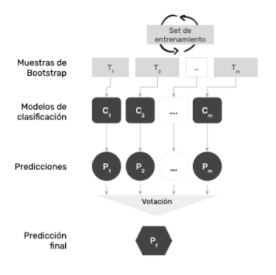 Set de
entrenamiento
Muestras de
Bootstrap
T1 T2 ... Tm
Modelos de
clasificación
C1 C2 ... Cm
Predicciones
P1 P2 ... Pm
Votación
Predicción
final
Pf